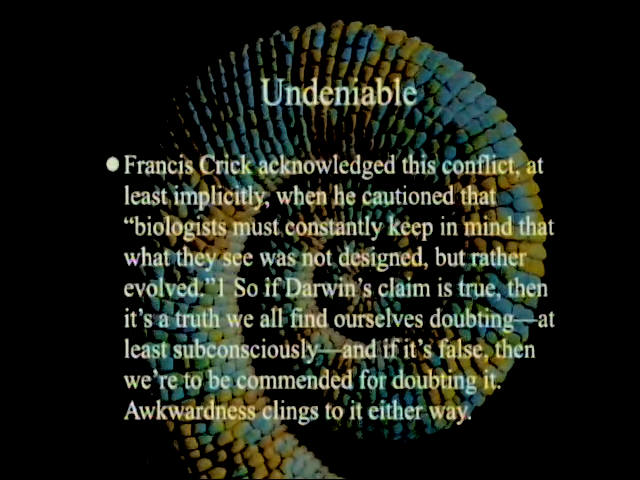 Undeniable
● Francis Crick acknowledged this conflict, at
least implicitly, when he cautioned that
“biologists must constantly keep in mind that
what they see was not designed, but rather
evolved.”1 So if Darwin’s claim is true, then
it’s a truth we all find ourselves doubting—at
least subconsciously—and if it’s false, then
we’re to be commended for doubting it.
Awkwardness clings to it either way.